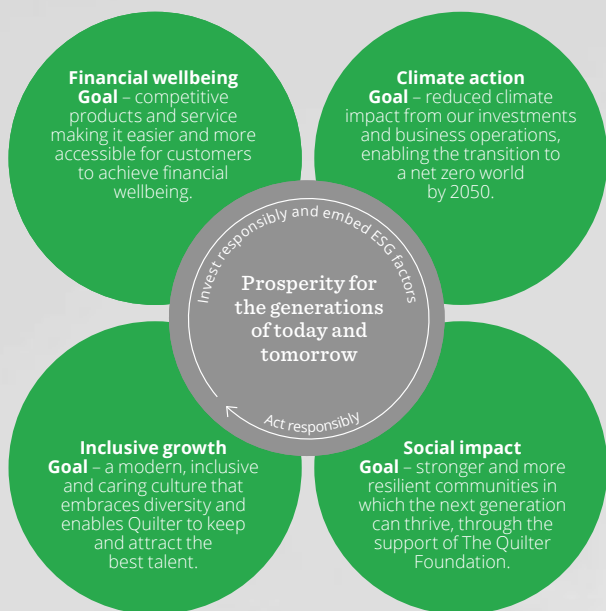 Financial wellbeing
Goal – competitive
products and service
making it easier and more
accessible for customers
to achieve financial
wellbeing.
Climate action
Goal – reduced climate
impact from our investments
and business operations,
enabling the transition to
a net zero world
by 2050.
Invest responsibly and embed ESG factors
Prosperity for
the generations
of today and
tomorrow
Act responsibly
Inclusive growth
Goal – a modern, inclusive
and caring culture that
embraces diversity and
enables Quilter to keep
and attract the
best talent.
Social impact
Goal – stronger and more
resilient communities in
which the next generation
can thrive, through the
support of The Quilter
Foundation.